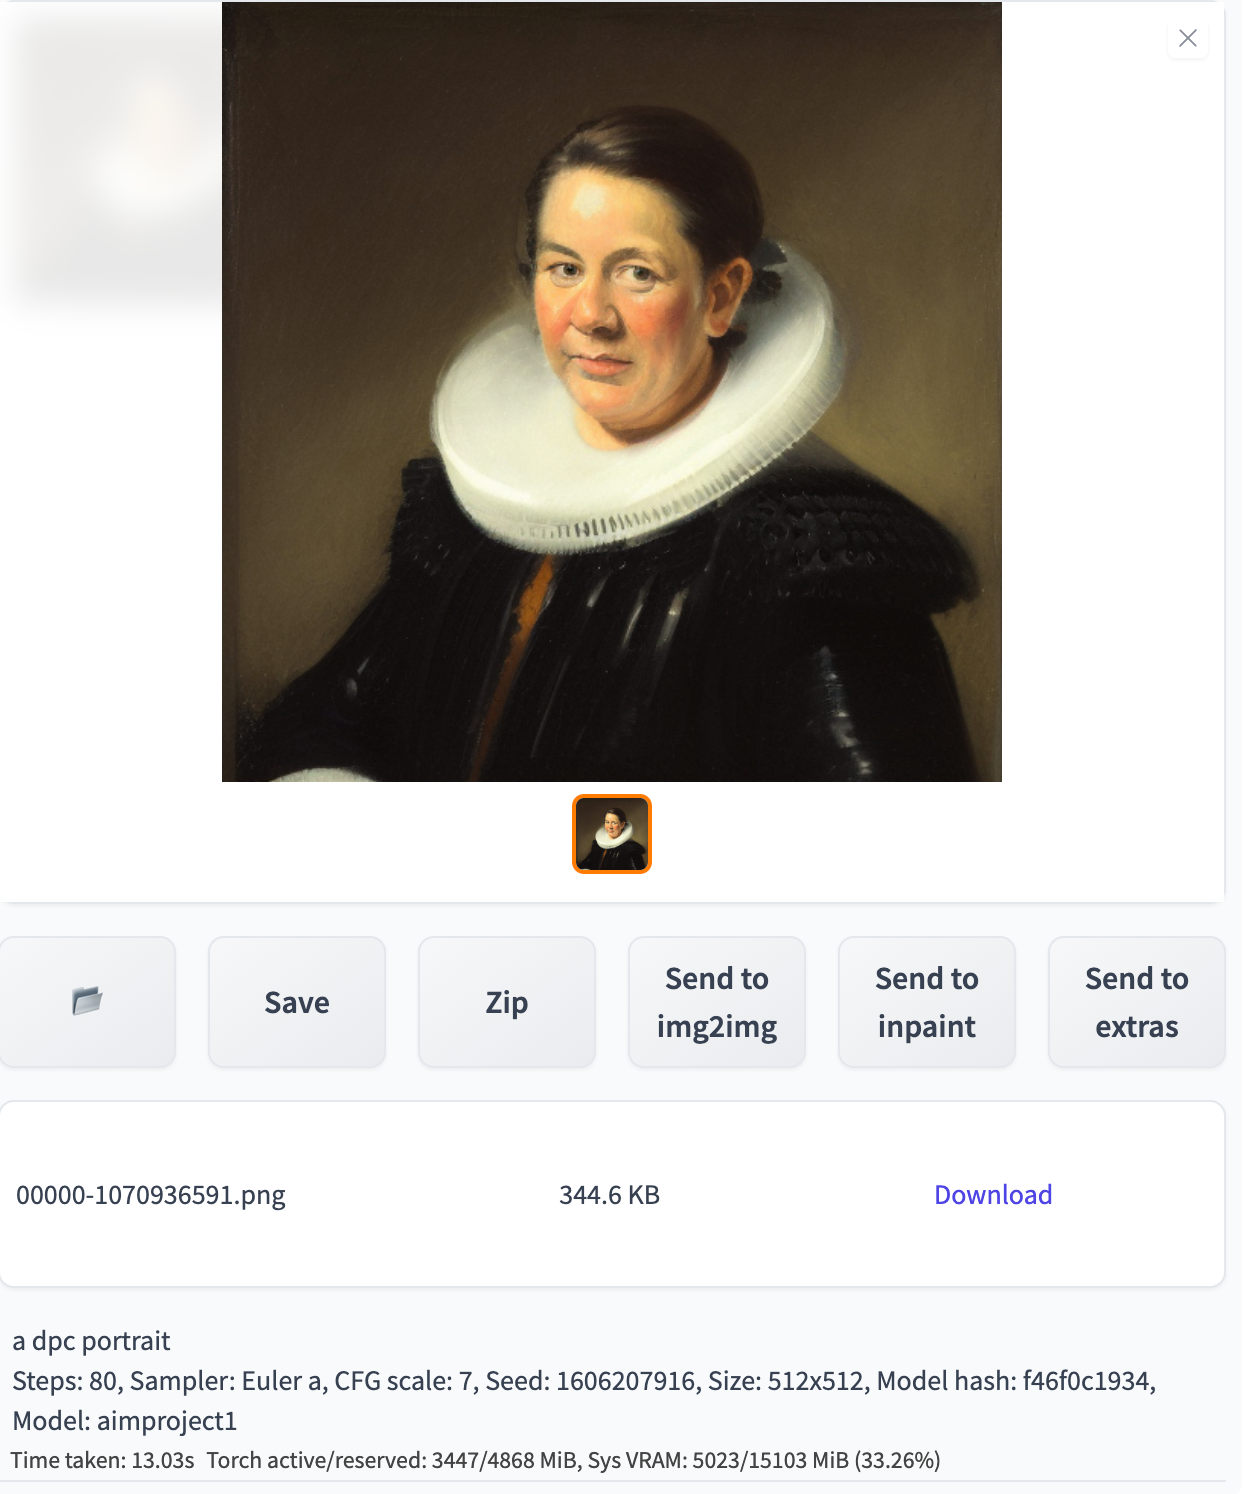 Save
Zip
Send to
img2img
Send to
inpaint
Send to
extras
00000-1070936591.png 344.6 KB Download
a dpc portrait
Steps: 80, Sampler: Euler a, CFG scale: 7, Seed: 1606207916, Size: 512x512, Model hash: f46f0c1934,
Model: aimproject1
Time taken: 13.03s Torch active/reserved: 3447/4868 MiB, Sys VRAM: 5023/15103 MiB (33.26%)